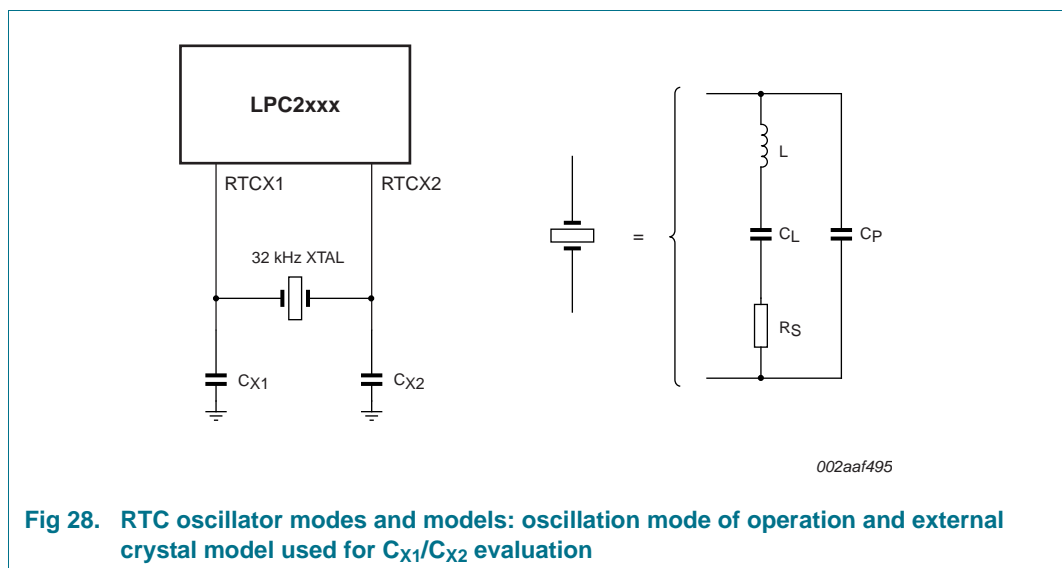 LPC2xxx
RTCX1
RTCX2
32 kHz XTAL
CX1
CX2
=
L
CL
CP
RS
002aaf495
Fig 28. RTC oscillator modes and models: oscillation mode of operation and external
crystal model used for CX1/CX2 evaluation